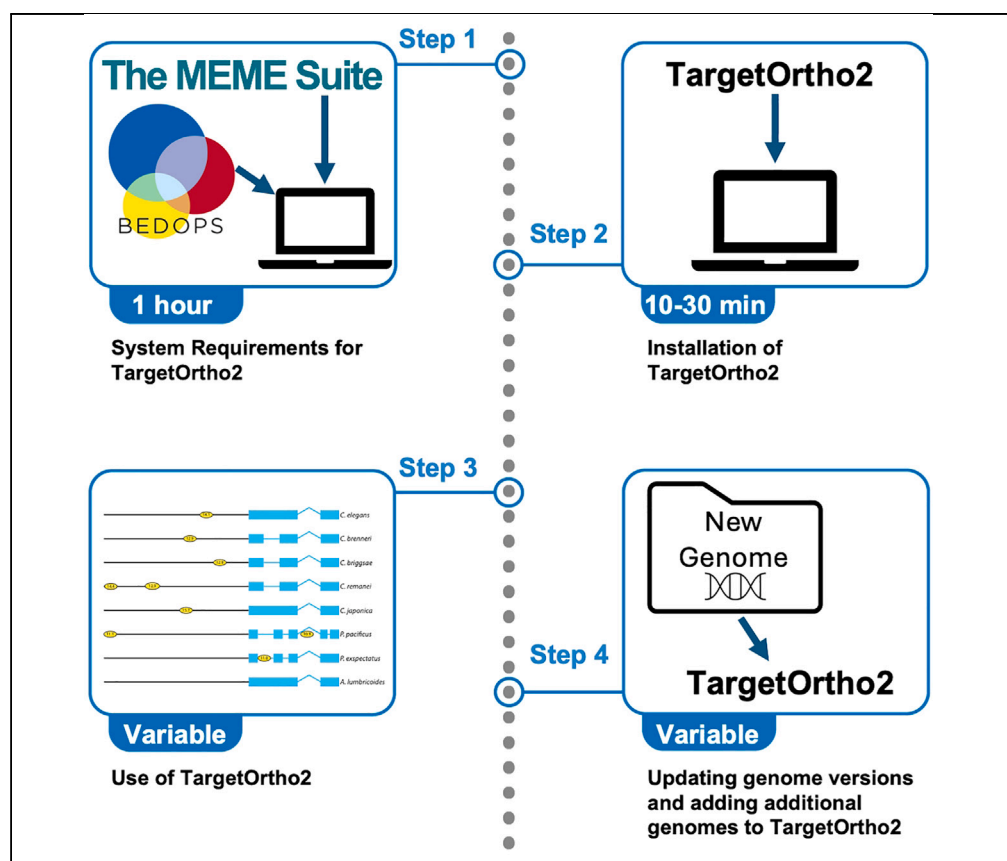 Step 1
The MEME Suite
BEDOPS
1 hour
System Requirements for
TargetOrtho2
Step 2
TargetOrtho2
10-30 min
Installation of
TargetOrtho2
Step 3
C. elegans
C. brenneri
C. briggsae
C. remanei
C. japonica
P. pacificus
P. exspectatus
A. lumbricoides
Variable
Use of TargetOrtho2
Step 4
New
Genome
TargetOrtho2
Variable
Updating genome versions
and adding additional
genomes to TargetOrtho2